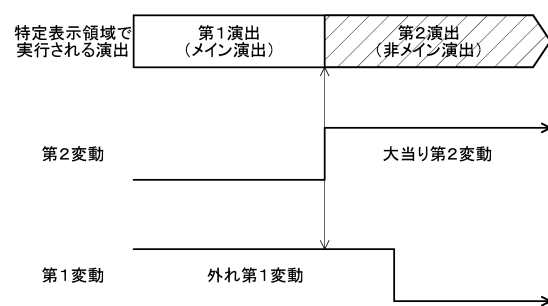 特定表示領域で
実行される演出
第1演出
（メイン演出）
第2演出
（非メイン演出）
第２変動
大当り第２変動
第１変動
外れ第１変動